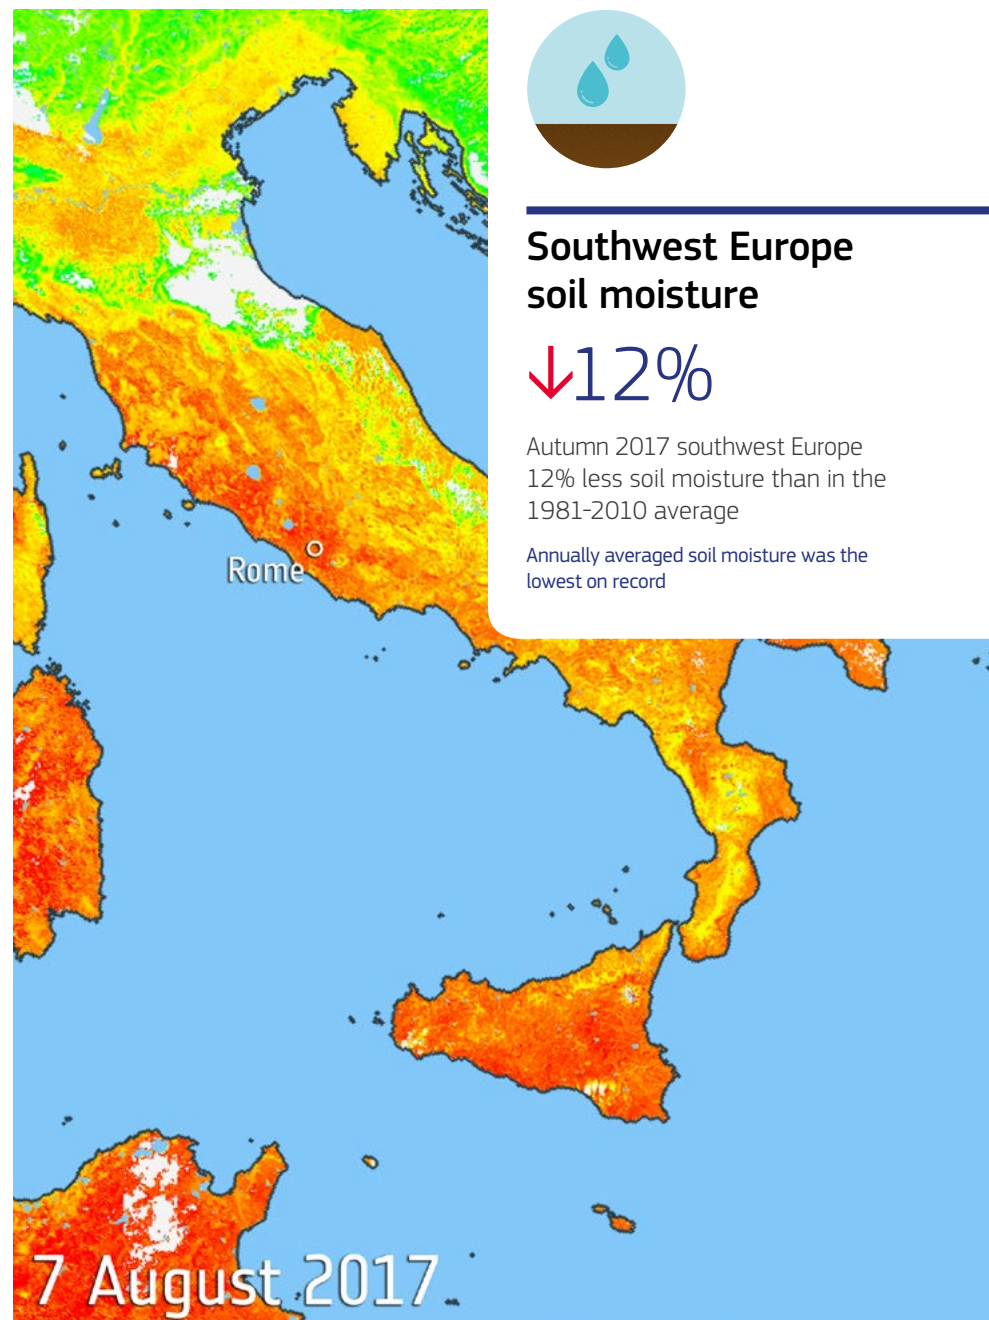 Southwest Europe
soil moisture
↓12%
Autumn 2017 southwest Europe
12% less soil moisture than in the
1981-2010 average
Annually averaged soil moisture was the
lowest on record
Rome
7 August 2017